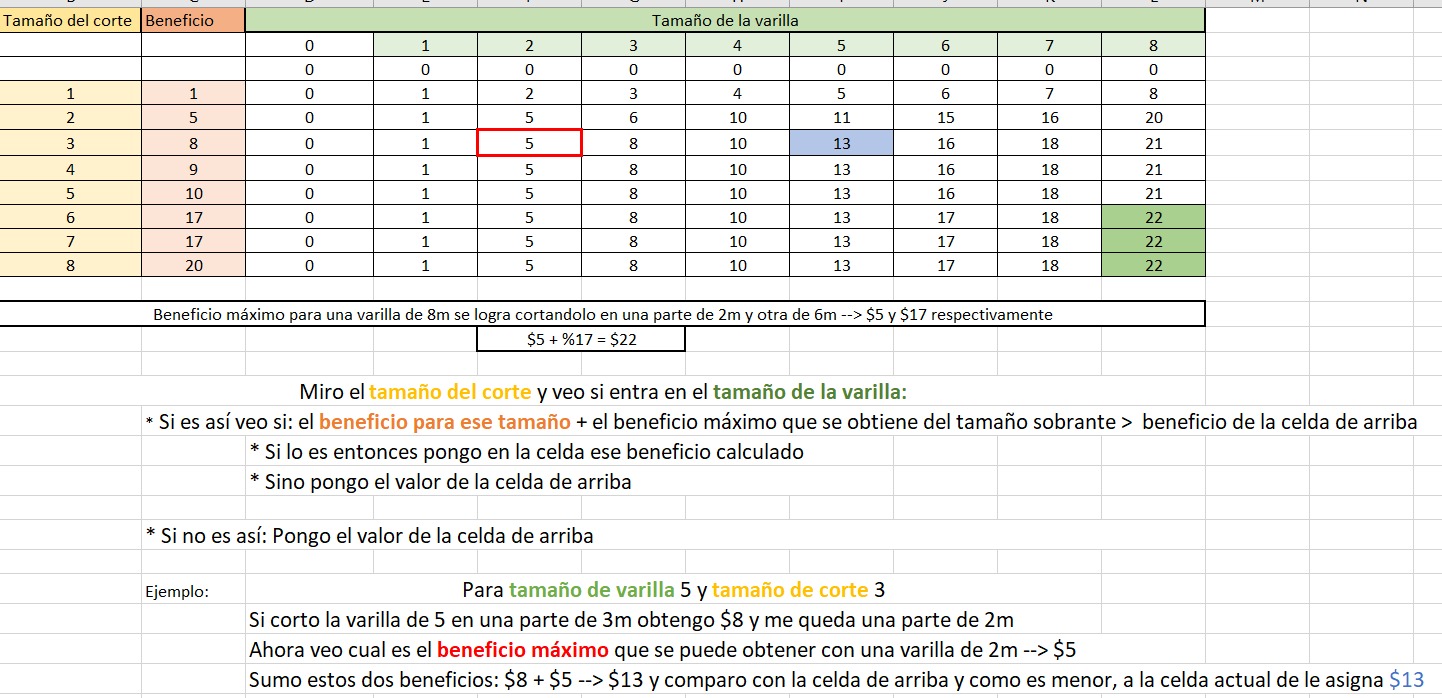 Tamaño del corte Beneficio Tamaño de la varilla
0 1 2 3 4 5 6 7 8
0 0 0 0 0 0 0 0 0
1 1 0 1 2 3 4 5 6 7 8
2 5 0 1 5 6 10 11 15 16 20
3 8 0 1 5 8 10 13 16 18 21
4 9 0 1 5 8 10 13 16 18 21
5 10 0 1 5 8 10 13 16 18 21
6 17 0 1 5 8 10 13 17 18 22
7 17 0 1 5 8 10 13 17 18 22
8 20 0 1 5 8 10 13 17 18 22
Beneficio máximo para una varilla de 8m se logra cortandolo en una parte de 2m y otra de 6m --> $5 y $17 respectivamente
$5 + %17 = $22
Miro el tamaño del corte y veo si entra en el tamaño de la varilla:
* Si es así veo si: el beneficio para ese tamaño + el beneficio máximo que se obtiene del tamaño sobrante > beneficio de la celda de arriba
* Si lo es entonces pongo en la celda ese beneficio calculado
* Sino pongo el valor de la celda de arriba
* Si no es así: Pongo el valor de la celda de arriba
Ejemplo: Para tamaño de varilla 5 y tamaño de corte 3
Si corto la varilla de 5 en una parte de 3m obtengo $8 y me queda una parte de 2m
Ahora veo cual es el beneficio máximo que se puede obtener con una varilla de 2m --> $5
Sumo estos dos beneficios: $8 + $5 --> $13 y comparo con la celda de arriba y como es menor, a la celda actual de le asigna $13